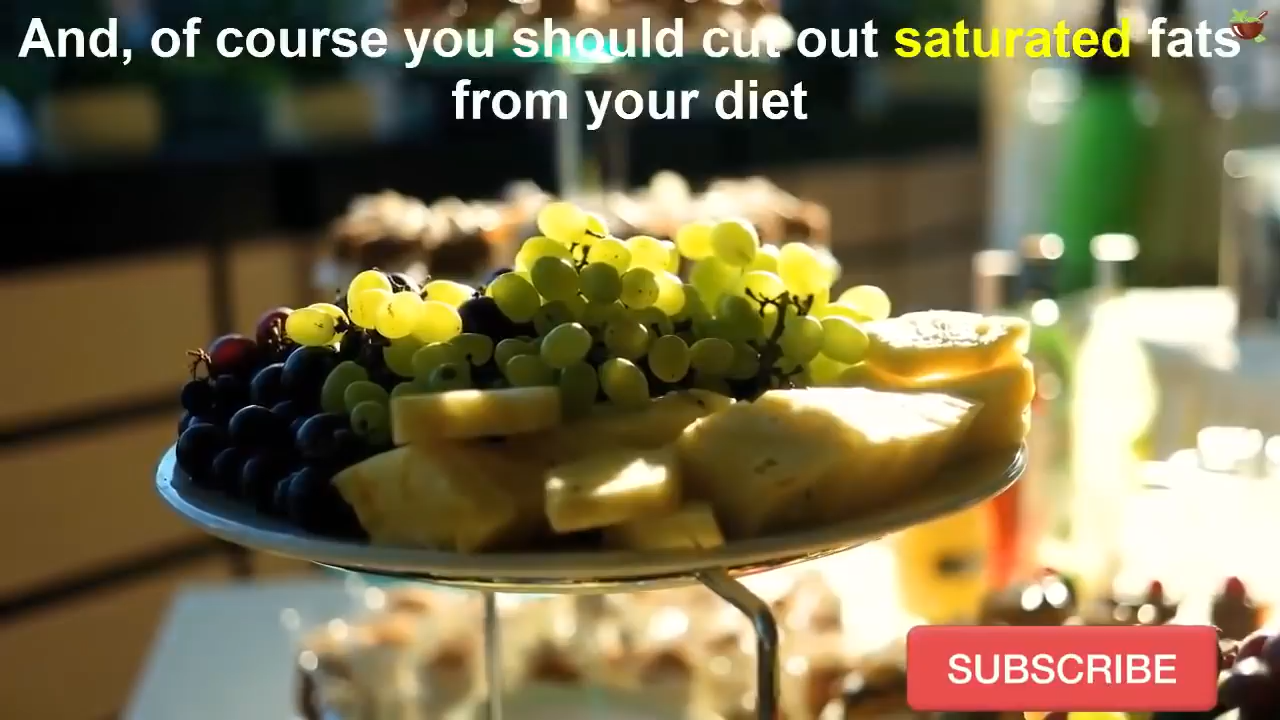 And, of course you should cut out saturated fats
from your diet
SUBSCRIBE